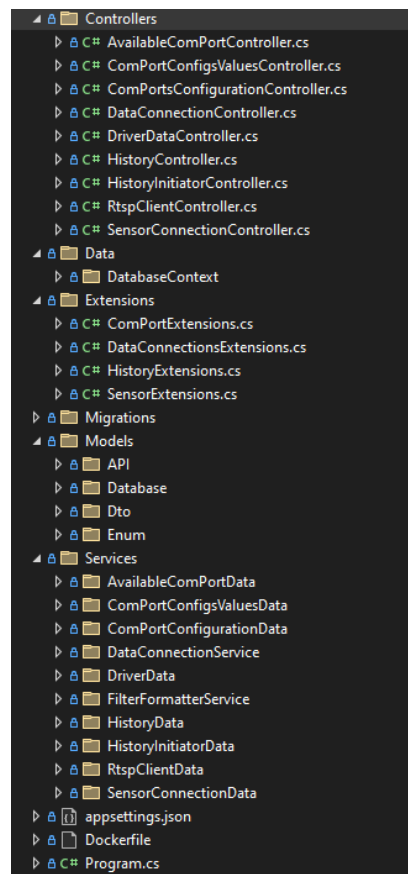 Controllers
C# AvailableComPortController.cs
C# ComPortConfigsValuesController.cs
C# ComPortsConfigurationController.cs
C# DataConnectionController.cs
C# DriverDataController.cs
C# HistoryController.cs
C# HistoryInitiatorController.cs
C# RtspClientController.cs
C# SensorConnectionController.cs
Data
DatabaseContext
Extensions
C# ComPortExtensions.cs
C# DataConnectionsExtensions.cs
C# HistoryExtensions.cs
C# SensorExtensions.cs
Migrations
Models
API
Database
Dto
Enum
Services
AvailableComPortData
ComPortConfigsValuesData
ComPortConfigurationData
DataConnectionService
DriverData
FilterFormatterService
HistoryData
HistoryInitiatorData
RtspClientData
SensorConnectionData
appsettings.json
Dockerfile
C# Program.cs